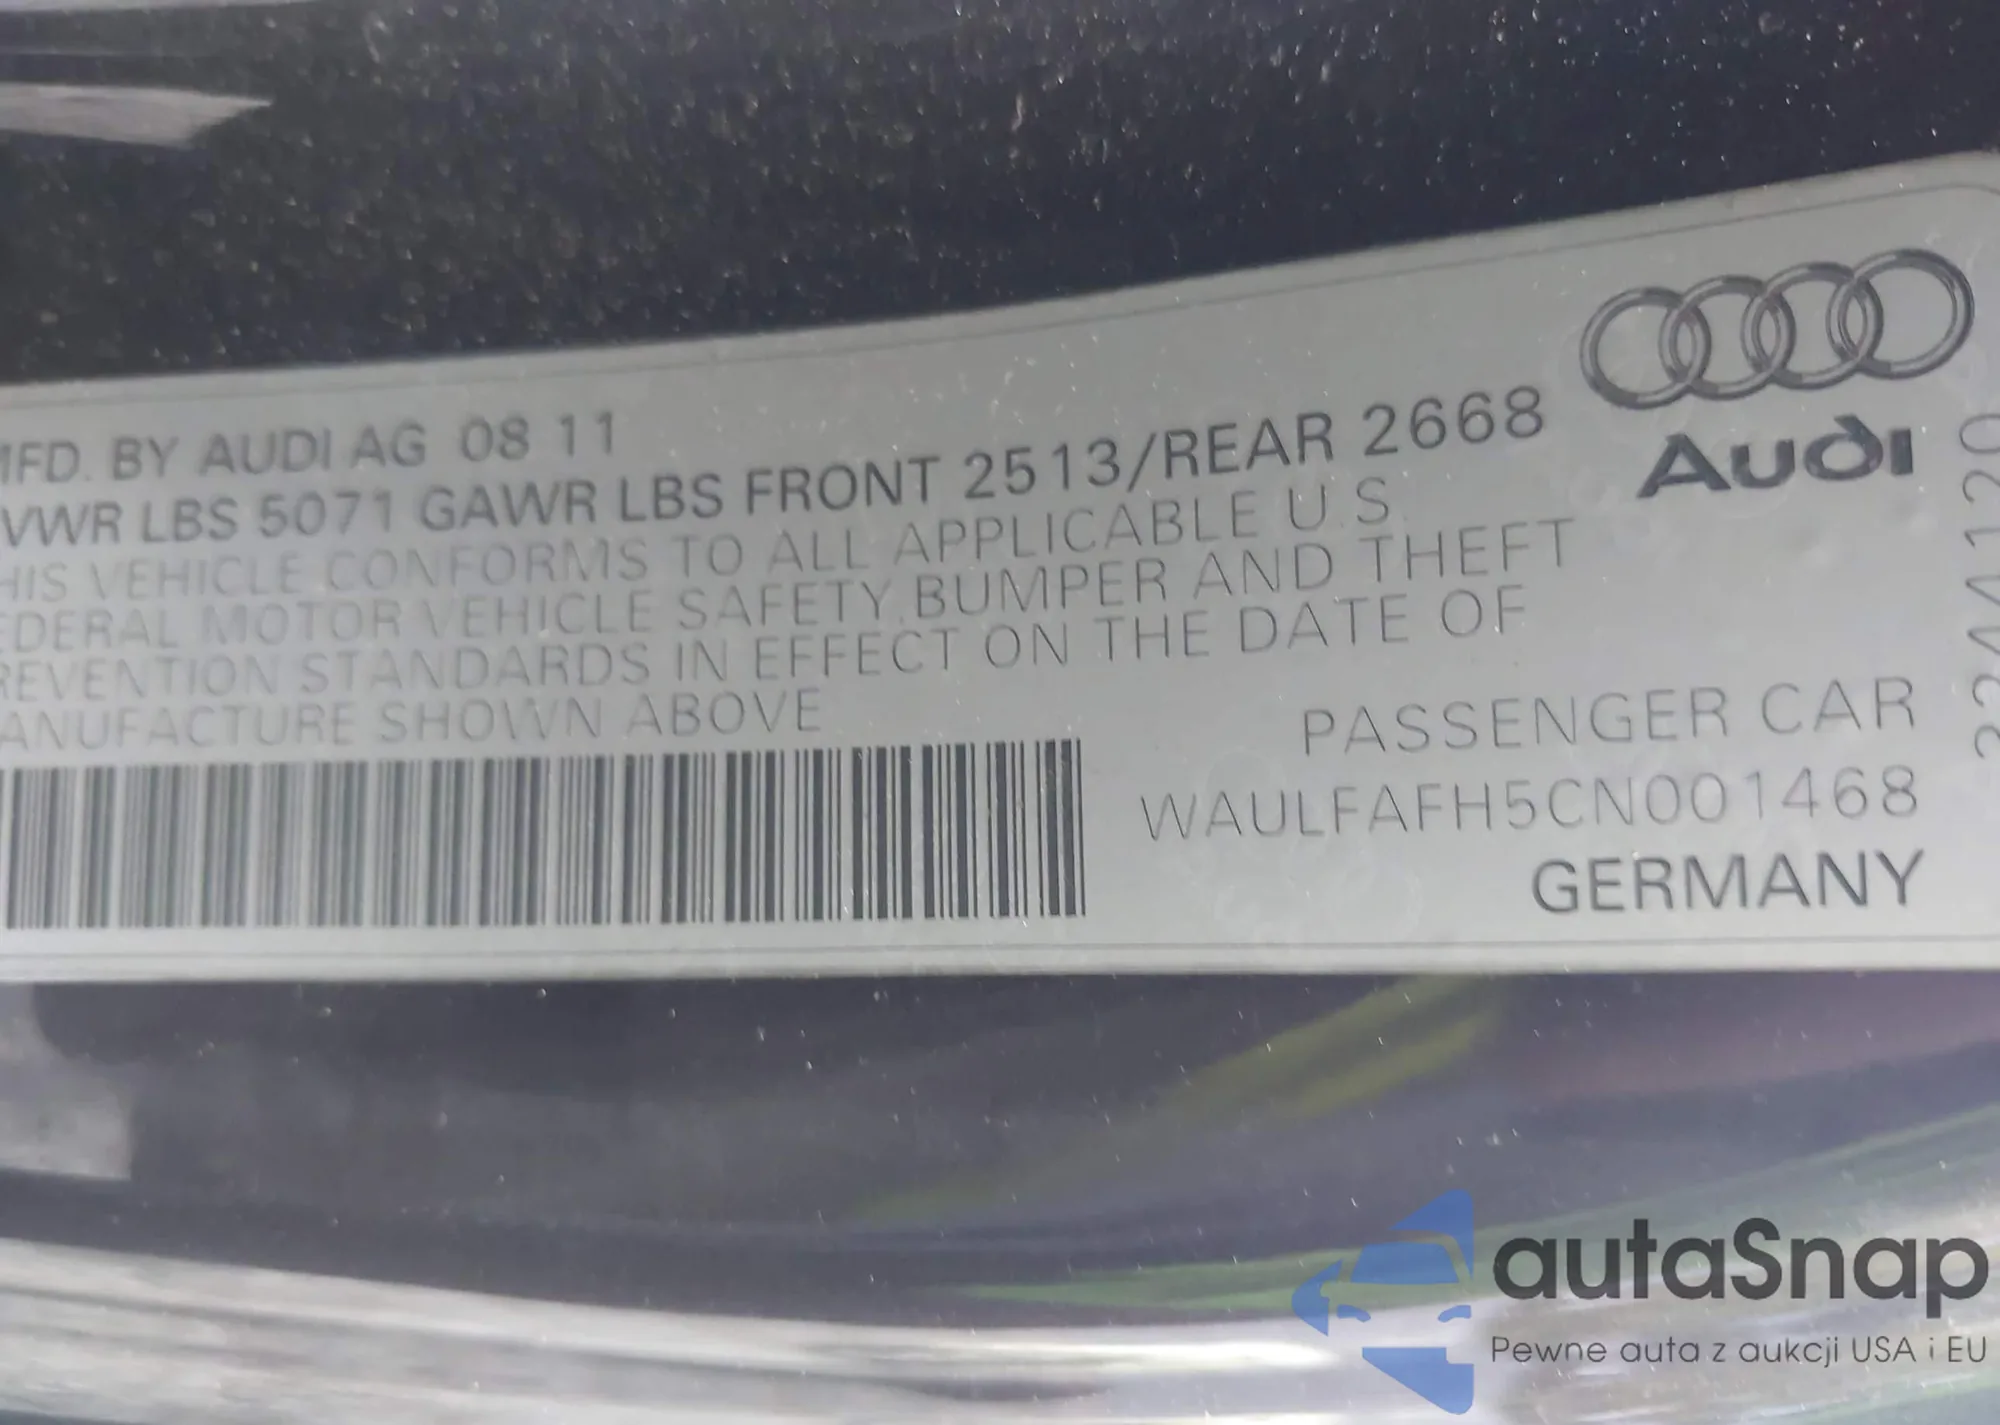 MFD. BY AUDI AG 08 11
VWR LBS 5071 GAWR LBS FRONT 2513/REAR 2668
HIS VEHICLE CONFORMS TO ALL APPLICABLE U.S.
EDERAL MOTOR VEHICLE SAFETY, BUMPER AND THEFT
REVENTION STANDARDS IN EFFECT ON THE DATE OF
ANUFACTURE SHOWN ABOVE
Audi
PASSENGER CAR
WAULFAFH5CN001468
GERMANY
autaSnap
Pewne auta z aukcji USA i EU